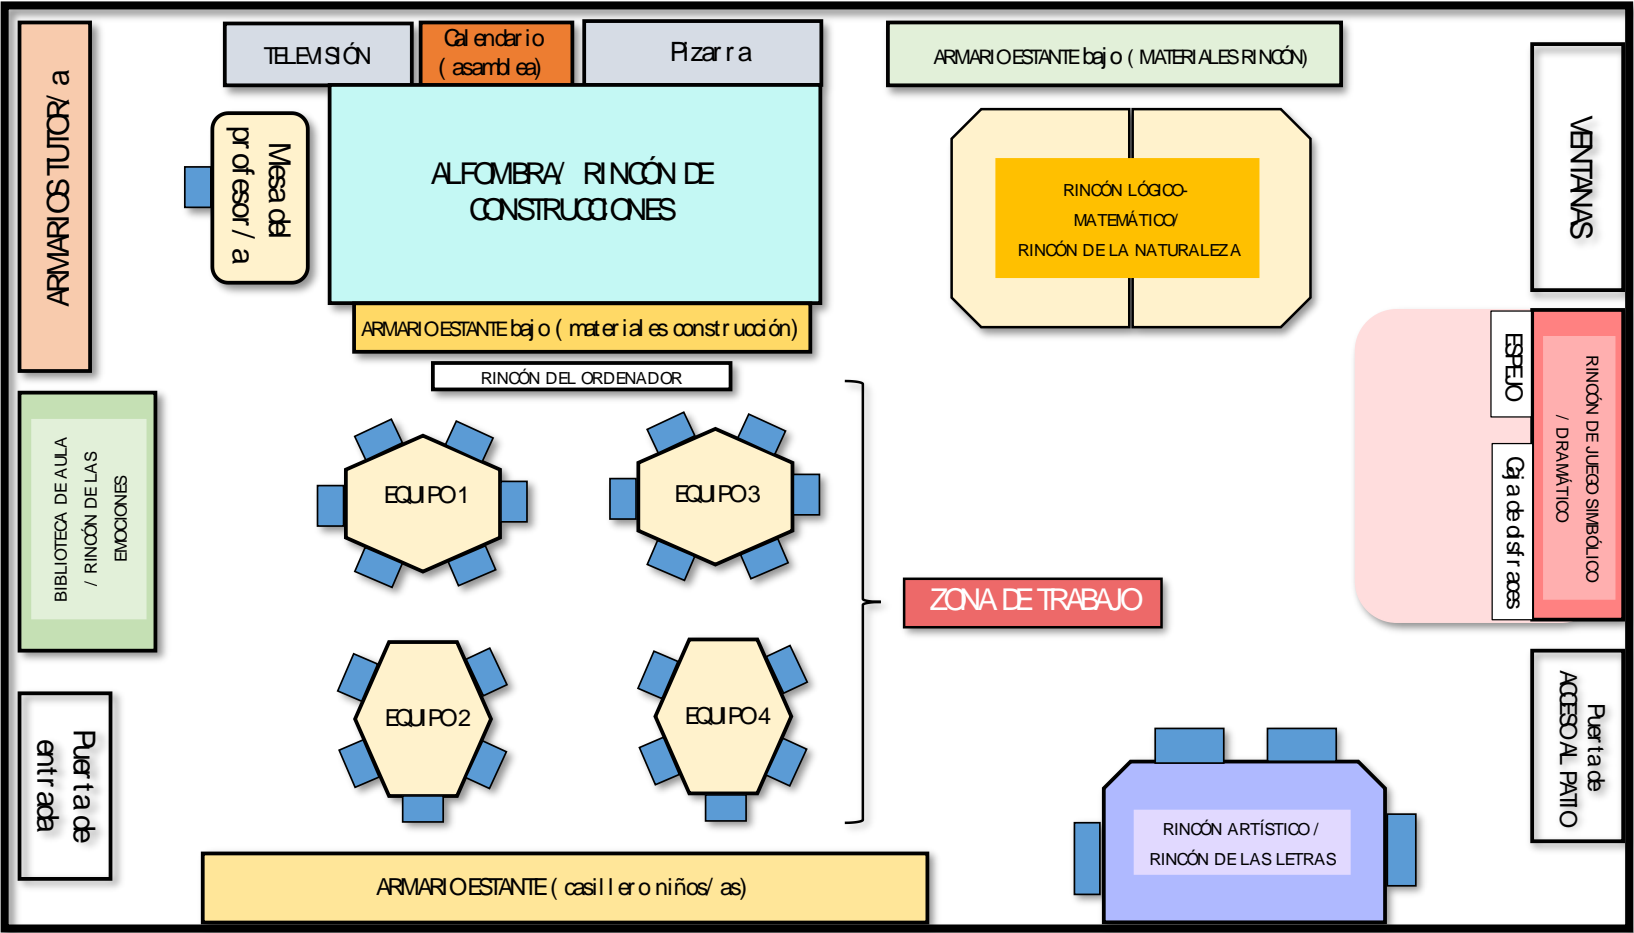 ARMARIOS TUTOR/a
TELEVISIÓN
Calendario
(asamblea)
Pizarra
ARMARIO ESTANTE bajo (MATERIALES RINCÓN)
VENTANAS
Mesa del
profesor/a
ALFOMBRA/ RINCÓN DE
CONSTRUCCIONES
RINCÓN LÓGICO-
MATEMÁTICO/
RINCÓN DE LA NATURALEZA
ARMARIO ESTANTE bajo (materiales construcción)
RINCÓN DEL ORDENADOR
BIBLIOTECA DE AULA
/ RINCÓN DE LAS
EMOCIONES
EQUIPO 1
EQUIPO 3
ESPEJO
Caja de disfraces
RINCÓN DE JUEGO SIMBÓLICO
/ DRAMÁTICO
ZONA DE TRABAJO
EQUIPO 2
EQUIPO 4
Puerta de
entrada
Puerta de
ACCESO AL PATIO
RINCÓN ARTÍSTICO /
RINCÓN DE LAS LETRAS
ARMARIO ESTANTE (casillero niños/as)